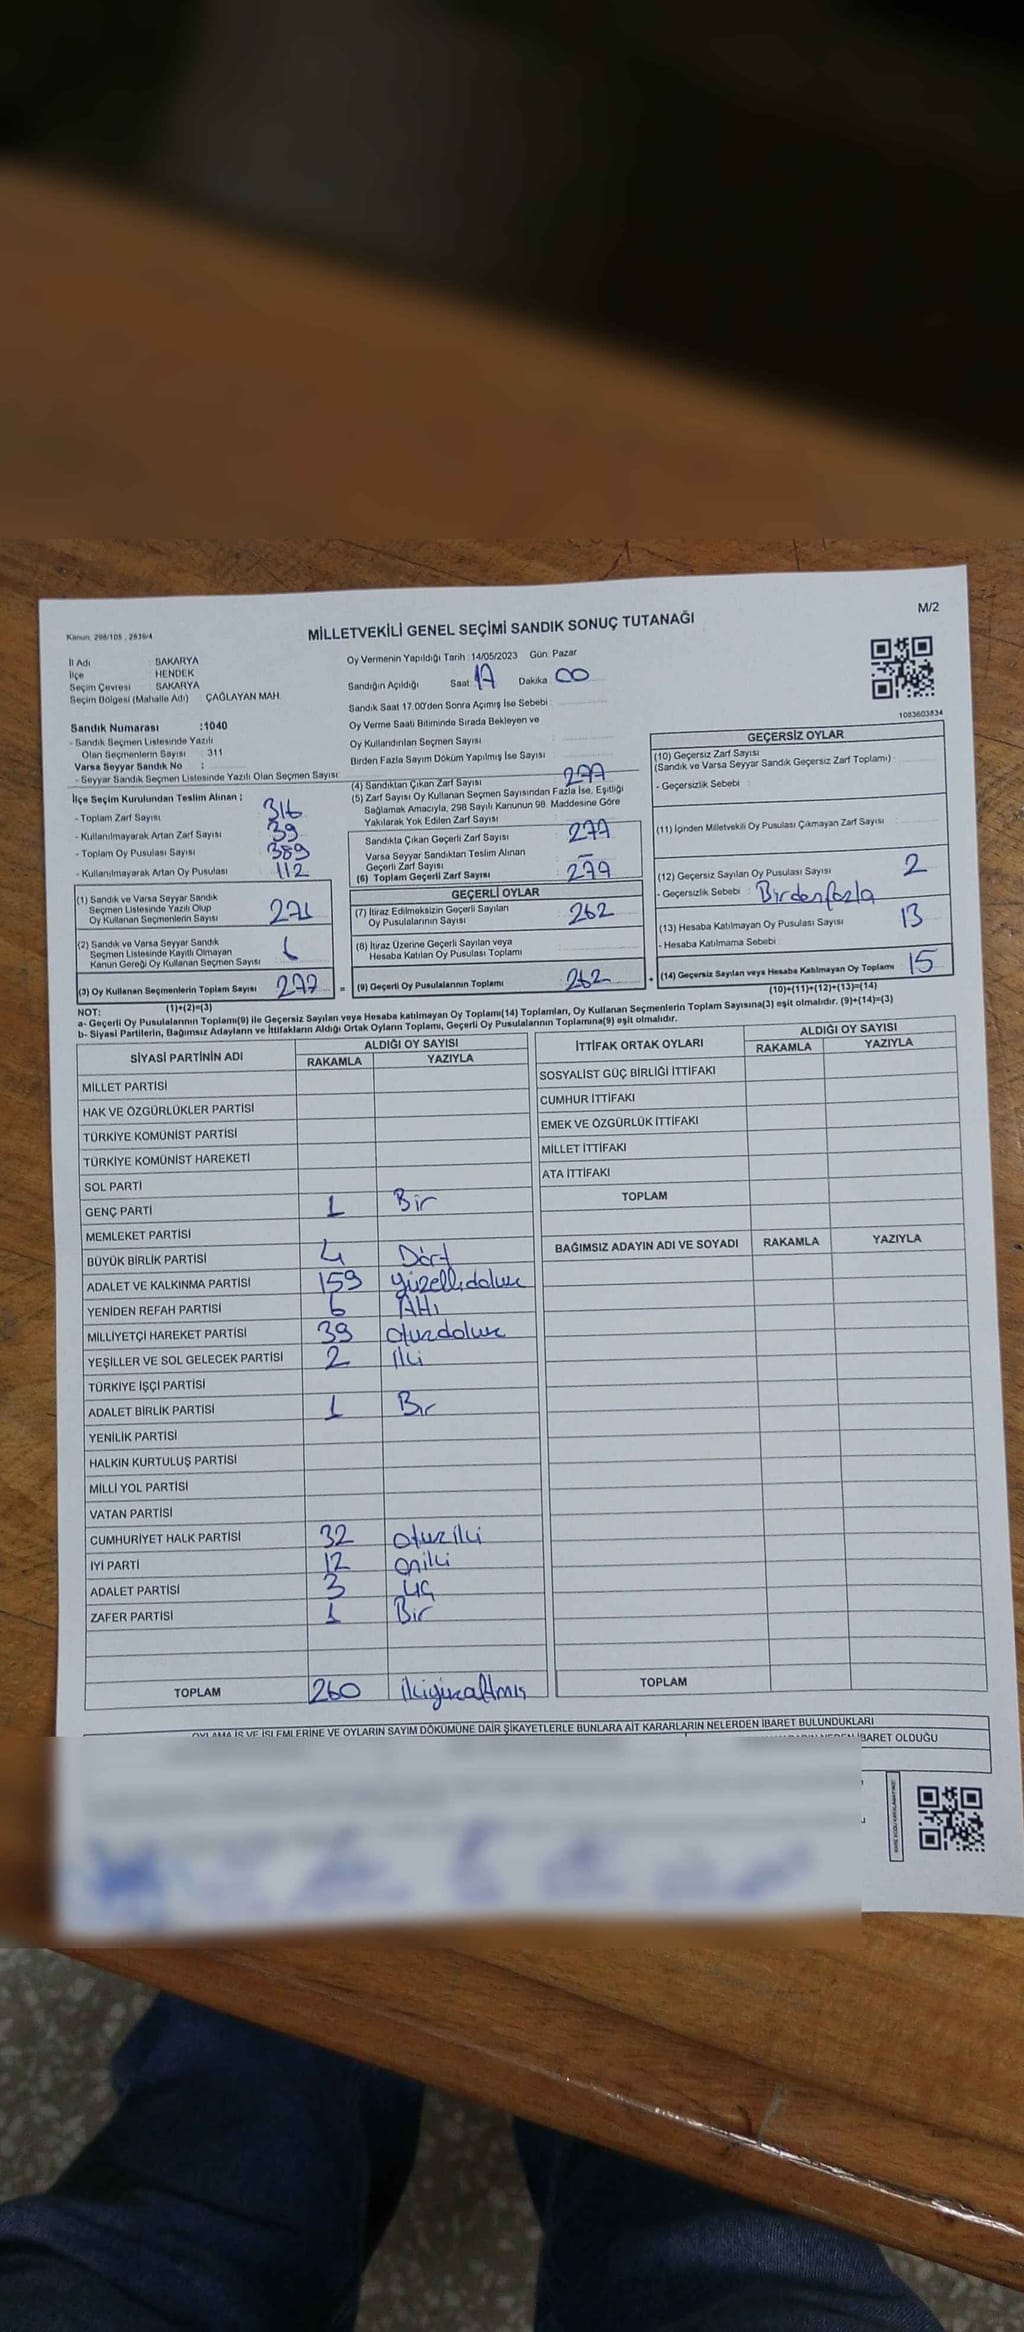 Kanun: 298/105 , 2839/4
MİLLETVEKİLİ GENEL SEÇİMİ SANDIK SONUÇ TUTANAĞI
M/2
İl Adı : SAKARYA
İlçe : HENDEK
Seçim Çevresi : SAKARYA
Seçim Bölgesi (Mahalle Adı) : ÇAĞLAYAN MAH.
Sandık Numarası :1040
- Sandık Seçmen Listesinde Yazılı
Olan Seçmenlerin Sayısı : 311
Varsa Seyyar Sandık No :
- Seyyar Sandık Seçmen Listesinde Yazılı Olan Seçmen Sayısı:
İlçe Seçim Kurulundan Teslim Alınan ;
- Toplam Zarf Sayısı : 316
- Kullanılmayarak Artan Zarf Sayısı : 39
- Toplam Oy Pusulası Sayısı : 389
- Kullanılmayarak Artan Oy Pusulası : 112
(1) Sandık ve Varsa Seyyar Sandık
Seçmen Listesinde Yazılı Olup
Oy Kullanan Seçmenlerin Sayısı : 271
(2) Sandık ve Varsa Seyyar Sandık
Seçmen Listesinde Kayıtlı Olmayan
Kanun Gereği Oy Kullanan Seçmen Sayısı : 6
(3) Oy Kullanan Seçmenlerin Toplam Sayısı : 277
(1)+(2)=(3)
Oy Vermenin Yapıldığı Tarih : 14/05/2023 Gün: Pazar
Sandığın Açıldığı Saat: 17 Dakika: 00
Sandık Saat 17:00'den Sonra Açımış İse Sebebi :
Oy Verme Saati Bitiminde Sırada Bekleyen ve
Oy Kullandırılan Seçmen Sayısı :
Birden Fazla Sayım Döküm Yapılmış İse Sayısı :
(4) Sandıktan Çıkan Zarf Sayısı : 277
(5) Zarf Sayısı Oy Kullanan Seçmen Sayısından Fazla İse, Eşitliği
Sağlamak Amacıyla, 298 Sayılı Kanunun 98. Maddesine Göre
Yakılarak Yok Edilen Zarf Sayısı :
Sandıkta Çıkan Geçerli Zarf Sayısı : 277
Varsa Seyyar Sandıktan Teslim Alınan
Geçerli Zarf Sayısı : –
(6) Toplam Geçerli Zarf Sayısı : 277
GEÇERLİ OYLAR
(7) İtiraz Edilmeksizin Geçerli Sayılan
Oy Pusulalarının Sayısı : 262
(8) İtiraz Üzerine Geçerli Sayılan veya
Hesaba Katılan Oy Pusulası Toplamı :
= (9) Geçerli Oy Pusulalarının Toplamı : 262
1083603834
GEÇERSİZ OYLAR
(10) Geçersiz Zarf Sayısı
(Sandık ve Varsa Seyyar Sandık Geçersiz Zarf Toplamı) :
- Geçersizlik Sebebi :
(11) İçinden Milletvekili Oy Pusulası Çıkmayan Zarf Sayısı :
(12) Geçersiz Sayılan Oy Pusulası Sayısı : 2
- Geçersizlik Sebebi : Birdenfazla
(13) Hesaba Katılmayan Oy Pusulası Sayısı : 13
- Hesaba Katılmama Sebebi :
+ (14) Geçersiz Sayılan veya Hesaba Katılmayan Oy Toplamı : 15
(10)+(11)+(12)+(13)=(14)
NOT:
a- Geçerli Oy Pusulalarının Toplamı(9) ile Geçersiz Sayılan veya Hesaba katılmayan Oy Toplamı(14) Toplamları, Oy Kullanan Seçmenlerin Toplam Sayısına(3) eşit olmalıdır. (9)+(14)=(3)
b- Siyasi Partilerin, Bağımsız Adayların ve İttifakların Aldığı Ortak Oyların Toplamı, Geçerli Oy Pusulalarının Toplamına(9) eşit olmalıdır.
SİYASİ PARTİNİN ADI ALDIĞI OY SAYISI
RAKAMLA YAZIYLA
MİLLET PARTİSİ
HAK VE ÖZGÜRLÜKLER PARTİSİ
TÜRKİYE KOMÜNİST PARTİSİ
TÜRKİYE KOMÜNİST HAREKETİ
SOL PARTİ
GENÇ PARTİ 1 Bir
MEMLEKET PARTİSİ
BÜYÜK BİRLİK PARTİSİ 4 Dört
ADALET VE KALKINMA PARTİSİ 159 yüzellidokuz
YENİDEN REFAH PARTİSİ 6 Altı
MİLLİYETÇİ HAREKET PARTİSİ 39 otuzdokuz
YEŞİLLER VE SOL GELECEK PARTİSİ 2 İki
TÜRKİYE İŞÇİ PARTİSİ
ADALET BİRLİK PARTİSİ 1 Bir
YENİLİK PARTİSİ
HALKIN KURTULUŞ PARTİSİ
MİLLİ YOL PARTİSİ
VATAN PARTİSİ
CUMHURİYET HALK PARTİSİ 32 otuziki
İYİ PARTİ 12 oniki
ADALET PARTİSİ 3 üç
ZAFER PARTİSİ 1 Bir
TOPLAM 260 ikiyüzaltmış
İTTİFAK ORTAK OYLARI ALDIĞI OY SAYISI
RAKAMLA YAZIYLA
SOSYALİST GÜÇ BİRLİĞİ İTTİFAKI
CUMHUR İTTİFAKI
EMEK VE ÖZGÜRLÜK İTTİFAKI
MİLLET İTTİFAKI
ATA İTTİFAKI
TOPLAM
BAĞIMSIZ ADAYIN ADI VE SOYADI RAKAMLA YAZIYLA
TOPLAM
OYLAMA İŞ VE İŞLEMLERİNE VE OYLARIN SAYIM DÖKÜMÜNE DAİR ŞİKAYETLERLE BUNLARA AİT KARARLARIN NELERDEN İBARET BULUNDUKLARI
İBARET OLDUĞU